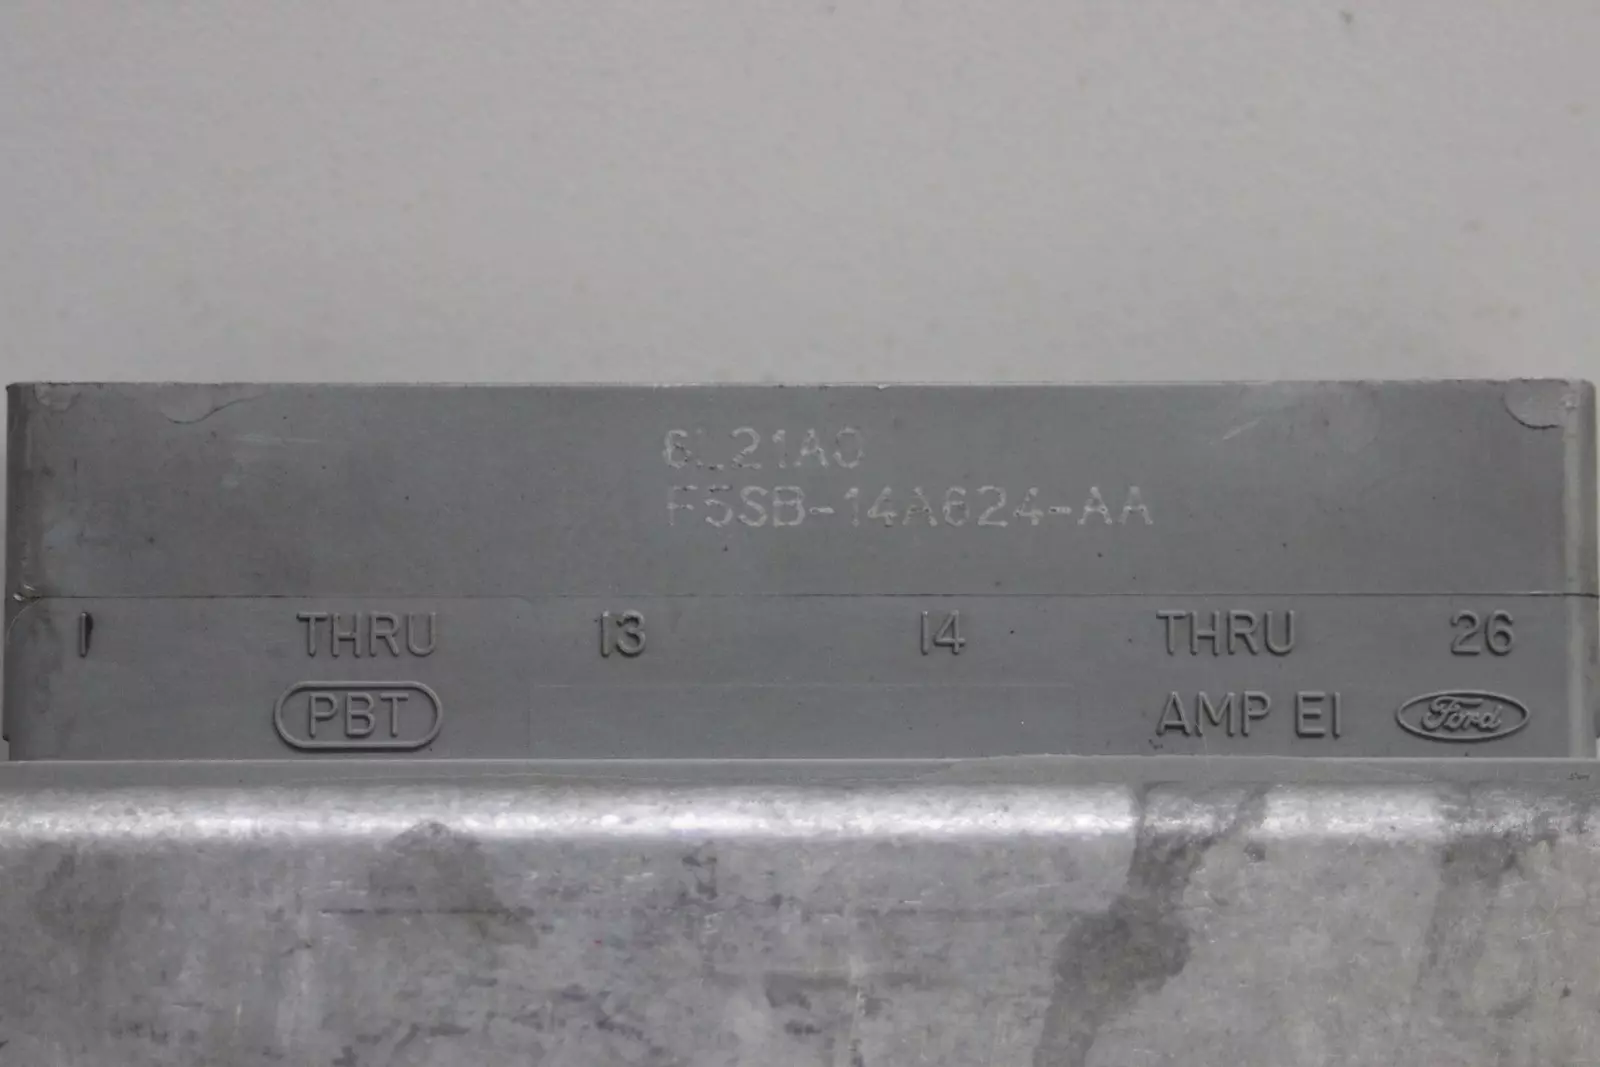 F5SB-14A624-AA
1 THRU 13 14 THRU 26
PBT AMP EI Ford